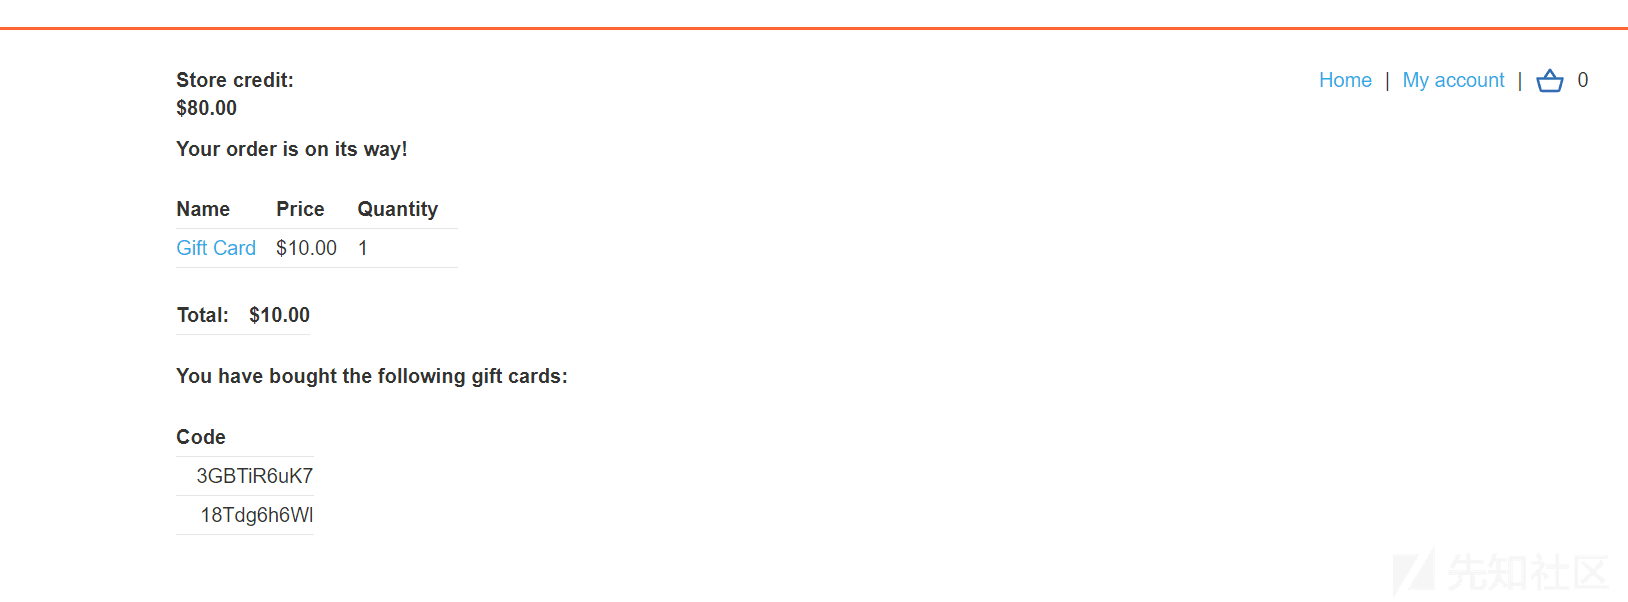 Store credit:
$80.00
Home | My account | 0
Your order is on its way!
Name Price Quantity
Gift Card $10.00 1
Total: $10.00
You have bought the following gift cards:
Code
3GBTiR6uK7
18Tdg6h6Wl
先知社区